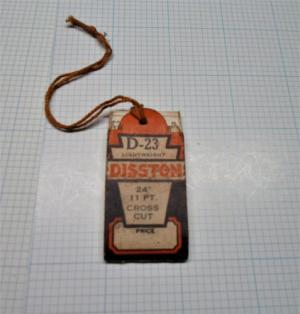 D-23
LIGHTWEIGHT
DISSTON
24"
11 PT.
CROSS
CUT
PRICE